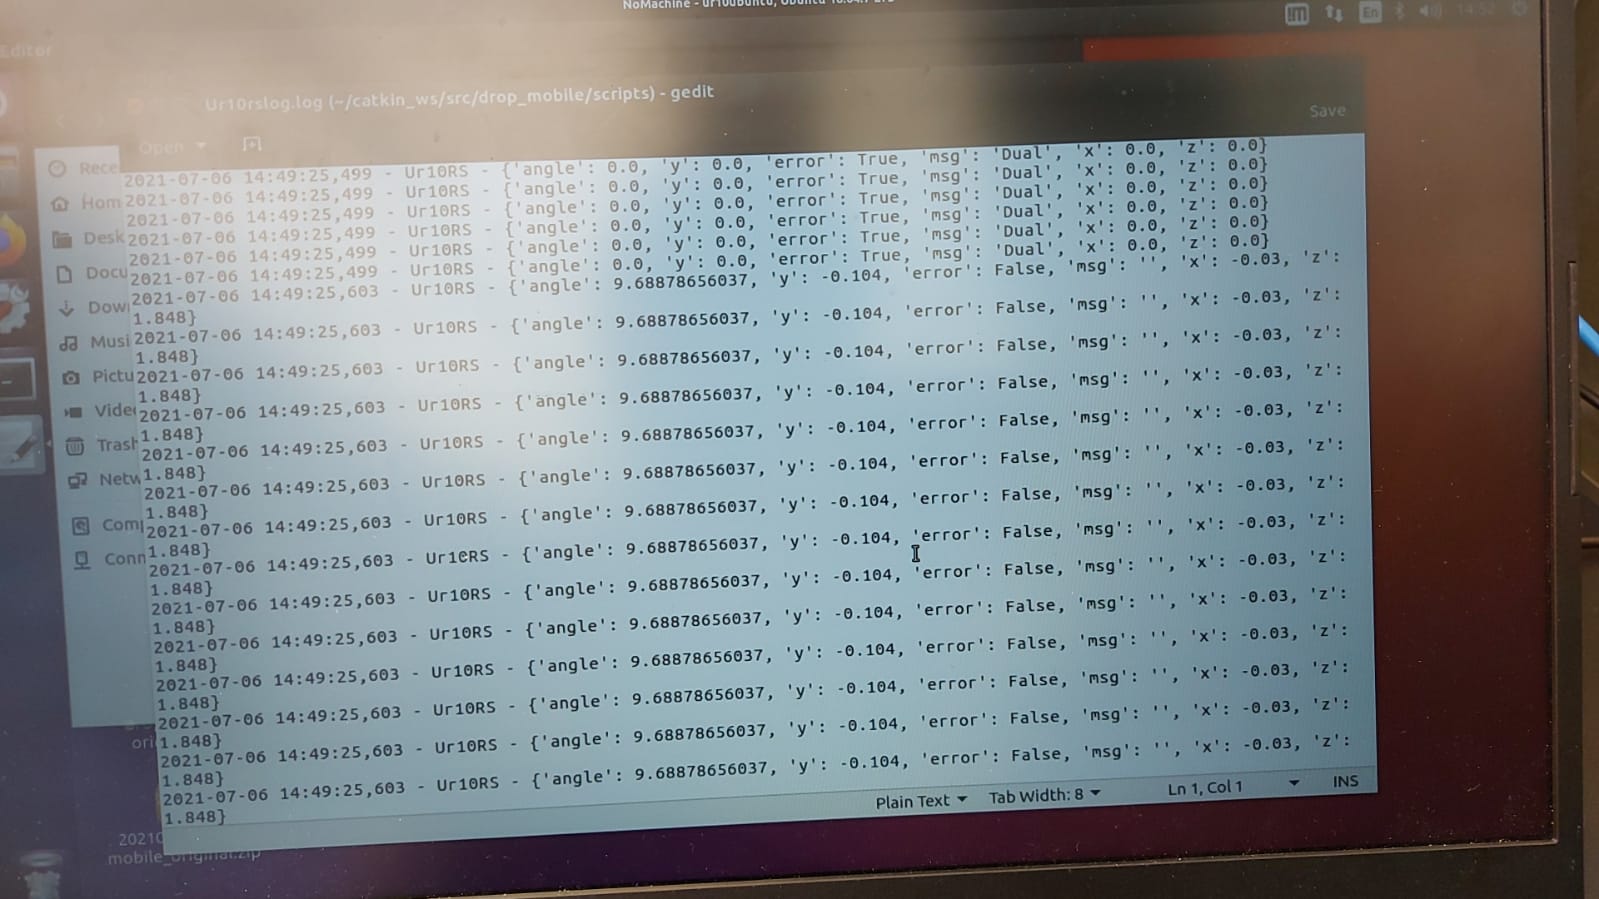 NoMachine - ur10ubuntu, Ubuntu
En
14:52
Editor
Ur10rslog.log (~/catkin_ws/src/drop_mobile/scripts) - gedit
Open
Save
Rece
Hom
Desk
Docu
Dow
Musi
Pictu
Vide
Trash
Netw
Com
Conn
2021-07-06 14:49:25,499 - Ur10RS - {'angle': 0.0, 'y': 0.0, 'error': True, 'msg': 'Dual', 'x': 0.0, 'z': 0.0}
2021-07-06 14:49:25,499 - Ur10RS - {'angle': 0.0, 'y': 0.0, 'error': True, 'msg': 'Dual', 'x': 0.0, 'z': 0.0}
2021-07-06 14:49:25,499 - Ur10RS - {'angle': 0.0, 'y': 0.0, 'error': True, 'msg': 'Dual', 'x': 0.0, 'z': 0.0}
2021-07-06 14:49:25,499 - Ur10RS - {'angle': 0.0, 'y': 0.0, 'error': True, 'msg': 'Dual', 'x': 0.0, 'z': 0.0}
2021-07-06 14:49:25,499 - Ur10RS - {'angle': 0.0, 'y': 0.0, 'error': True, 'msg': 'Dual', 'x': 0.0, 'z': 0.0}
2021-07-06 14:49:25,499 - Ur10RS - {'angle': 0.0, 'y': 0.0, 'error': True, 'msg': 'Dual', 'x': 0.0, 'z': 0.0}
2021-07-06 14:49:25,603 - Ur10RS - {'angle': 9.68878656037, 'y': -0.104, 'error': False, 'msg': '', 'x': -0.03, 'z':
1.848}
2021-07-06 14:49:25,603 - Ur10RS - {'angle': 9.68878656037, 'y': -0.104, 'error': False, 'msg': '', 'x': -0.03, 'z':
1.848}
2021-07-06 14:49:25,603 - Ur10RS - {'angle': 9.68878656037, 'y': -0.104, 'error': False, 'msg': '', 'x': -0.03, 'z':
1.848}
2021-07-06 14:49:25,603 - Ur10RS - {'angle': 9.68878656037, 'y': -0.104, 'error': False, 'msg': '', 'x': -0.03, 'z':
1.848}
2021-07-06 14:49:25,603 - Ur10RS - {'angle': 9.68878656037, 'y': -0.104, 'error': False, 'msg': '', 'x': -0.03, 'z':
1.848}
2021-07-06 14:49:25,603 - Ur10RS - {'angle': 9.68878656037, 'y': -0.104, 'error': False, 'msg': '', 'x': -0.03, 'z':
1.848}
2021-07-06 14:49:25,603 - Ur10RS - {'angle': 9.68878656037, 'y': -0.104, 'error': False, 'msg': '', 'x': -0.03, 'z':
1.848}
2021-07-06 14:49:25,603 - Ur10RS - {'angle': 9.68878656037, 'y': -0.104, 'error': False, 'msg': '', 'x': -0.03, 'z':
1.848}
2021-07-06 14:49:25,603 - Ur10RS - {'angle': 9.68878656037, 'y': -0.104, 'error': False, 'msg': '', 'x': -0.03, 'z':
1.848}
2021-07-06 14:49:25,603 - Ur10RS - {'angle': 9.68878656037, 'y': -0.104, 'error': False, 'msg': '', 'x': -0.03, 'z':
1.848}
2021-07-06 14:49:25,603 - Ur10RS - {'angle': 9.68878656037, 'y': -0.104, 'error': False, 'msg': '', 'x': -0.03, 'z':
1.848}
2021-07-06 14:49:25,603 - Ur10RS - {'angle': 9.68878656037, 'y': -0.104, 'error': False, 'msg': '', 'x': -0.03, 'z':
1.848}
2021-07-06 14:49:25,603 - Ur10RS - {'angle': 9.68878656037, 'y': -0.104, 'error': False, 'msg': '', 'x': -0.03, 'z':
1.848}
2021-07-06 14:49:25,603 - Ur10RS - {'angle': 9.68878656037, 'y': -0.104, 'error': False, 'msg': '', 'x': -0.03, 'z':
1.848}
Plain Text Tab Width: 8 Ln 1, Col 1 INS
ori
20210
mobile_original.zip